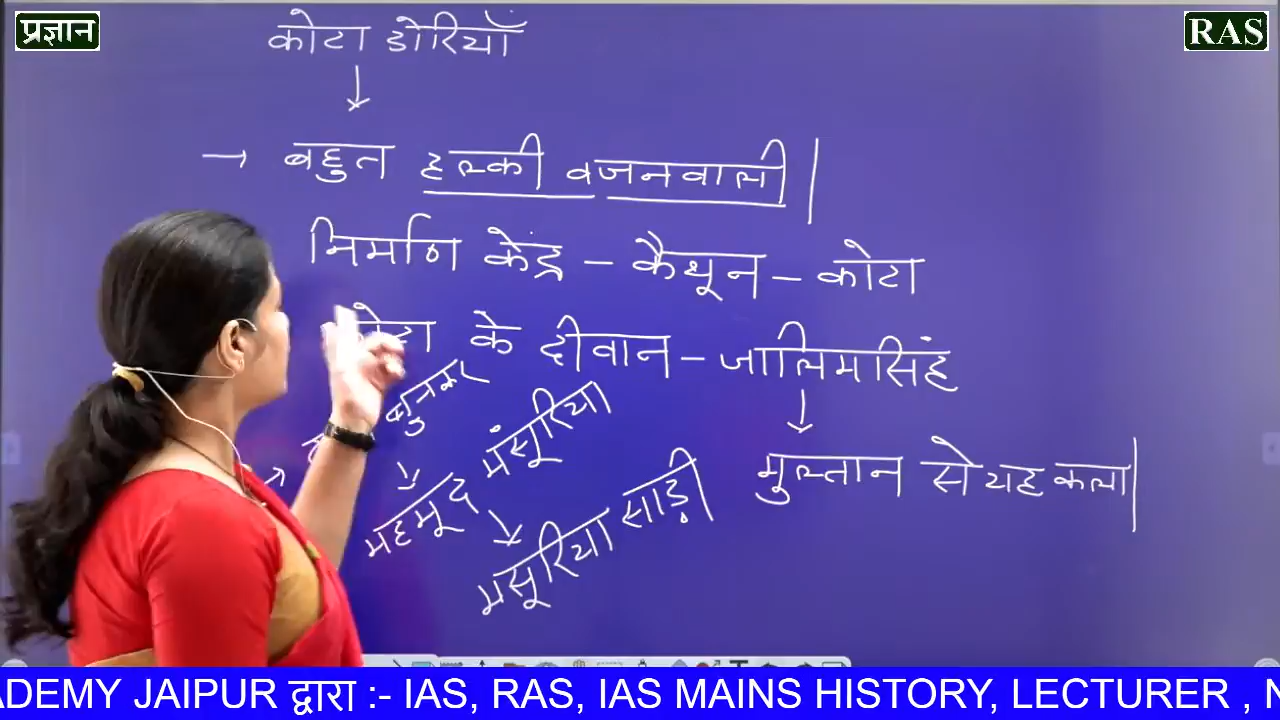 प्रज्ञान
RAS
कोटा डोरियाँ
→ बहुत हल्की वजनवाली |
निर्माण केंद्र – कैथून – कोटा
कोटा के दीवान – जालिमसिंह
बुनकर
महमूद मंसूरिया
मसूरिया साड़ी
मुल्तान से यह कला |
ADEMY JAIPUR द्वारा :- IAS, RAS, IAS MAINS HISTORY, LECTURER , N